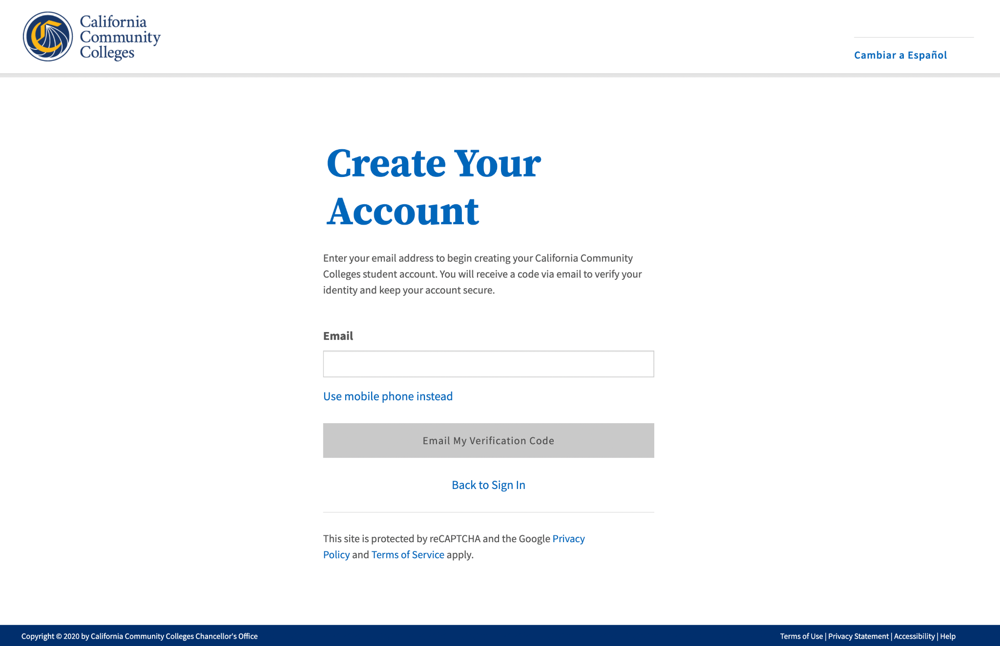 California
Community
Colleges
Cambiar a Español
Create Your
Account
Enter your email address to begin creating your California Community
Colleges student account. You will receive a code via email to verify your
identity and keep your account secure.
Email
Use mobile phone instead
Email My Verification Code
Back to Sign In
This site is protected by reCAPTCHA and the Google Privacy
Policy and Terms of Service apply.
Copyright © 2020 by California Community Colleges Chancellor's Office
Terms of Use | Privacy Statement | Accessibility | Help